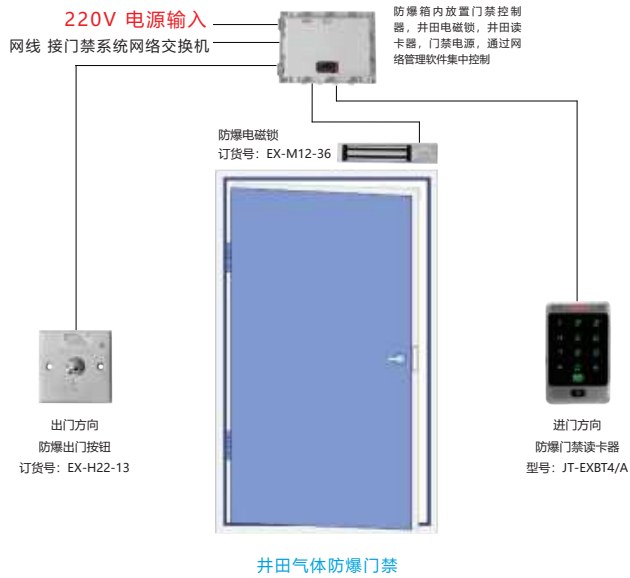 220V 电源输入
网线 接门禁系统网络交换机
防爆箱内放置门禁控制
器，井田电磁锁，井田读
卡器，门禁电源，通过网
络管理软件集中控制
防爆电磁锁
订货号：EX-M12-36
出门方向
防爆出门按钮
订货号：EX-H22-13
进门方向
防爆门禁读卡器
型号：JT-EXBT4/A
井田气体防爆门禁